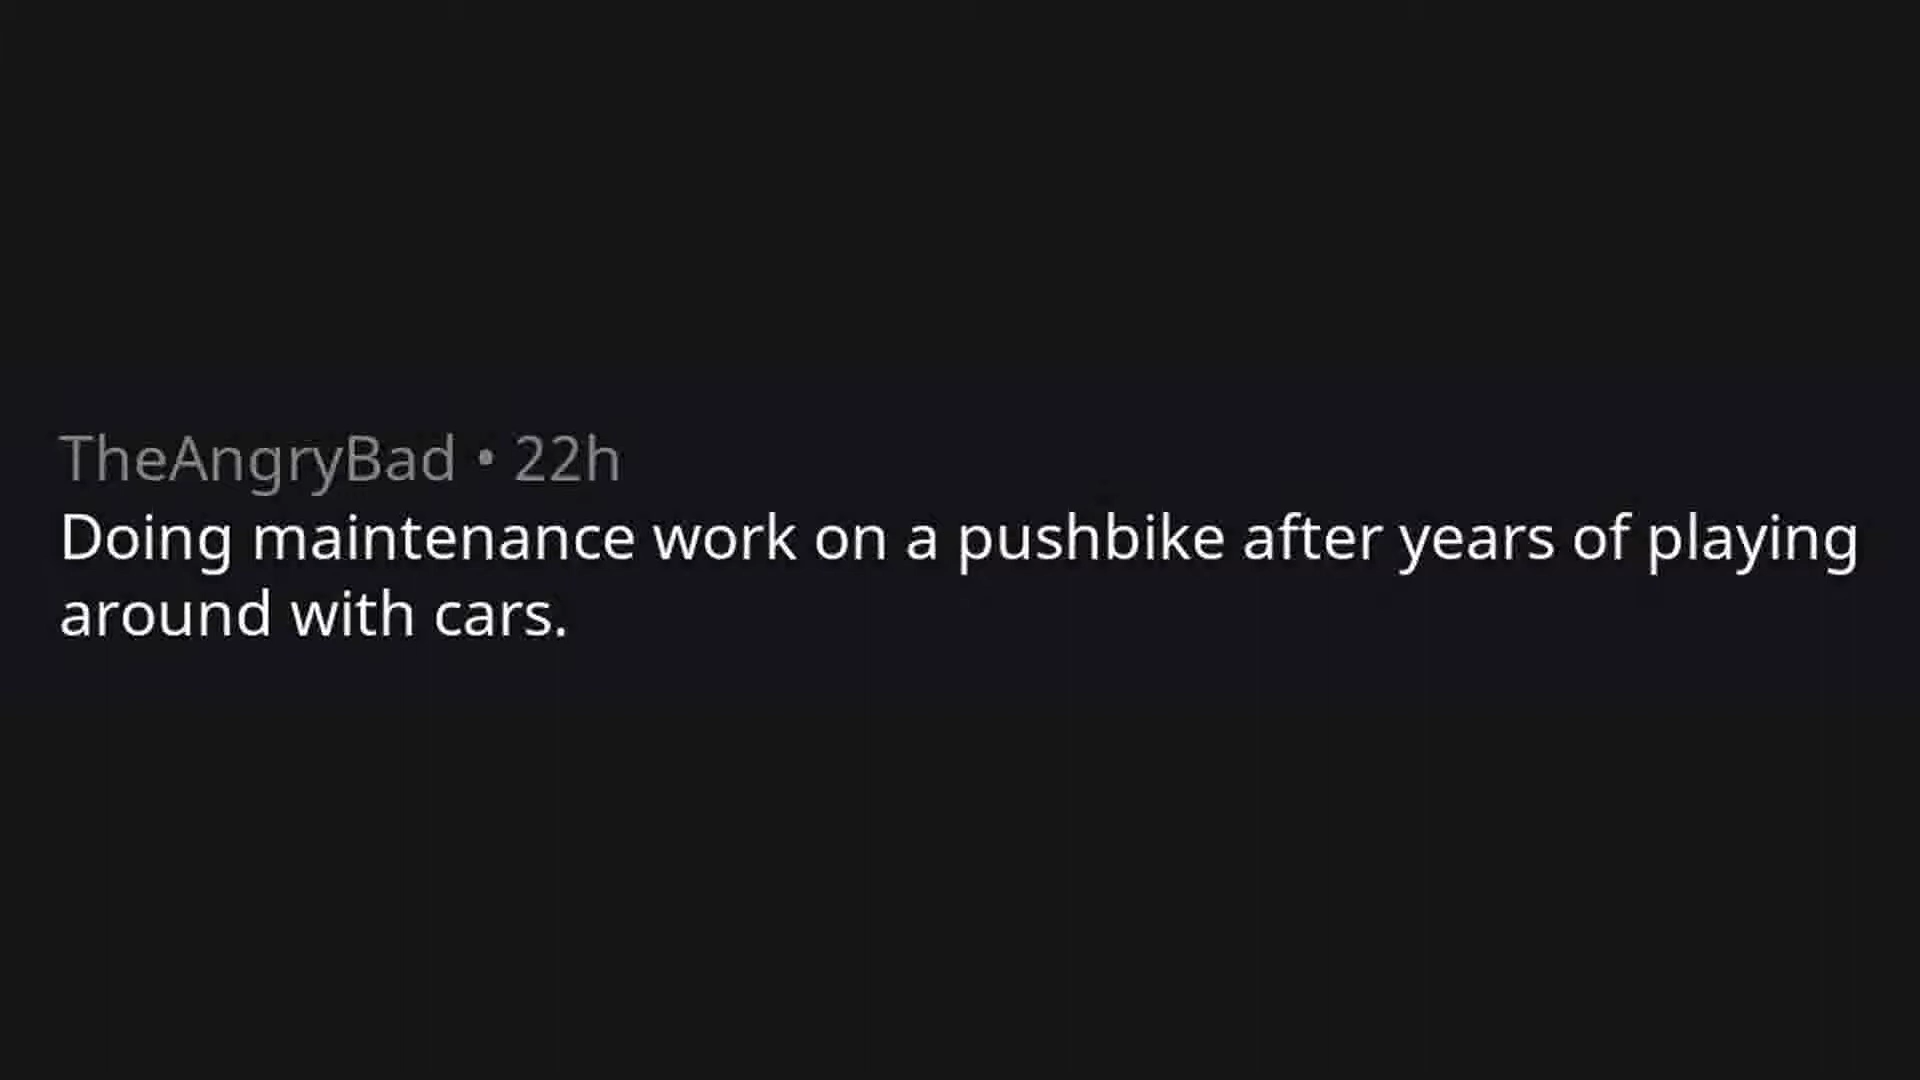 TheAngryBad • 22h
Doing maintenance work on a pushbike after years of playing
around with cars.